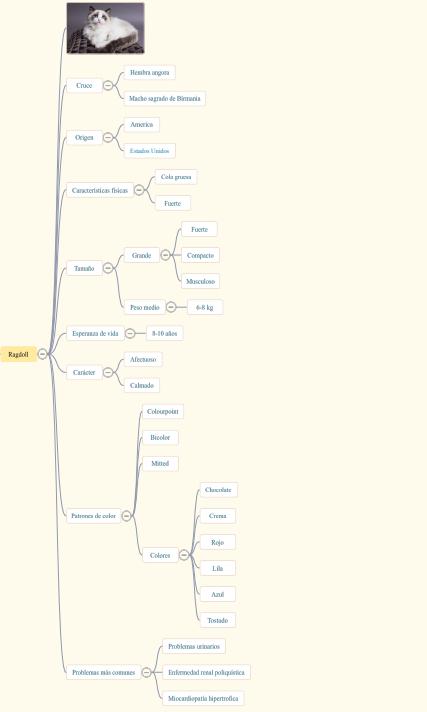 Ragdoll
Cruce
Hembra angora
Macho sagrado de Birmania
Origen
America
Estados Unidos
Características físicas
Cola gruesa
Fuerte
Tamaño
Grande
Fuerte
Compacto
Musculoso
Peso medio
6-8 kg
Esperanza de vida
8-10 años
Carácter
Afectuoso
Calmado
Patrones de color
Colourpoint
Bicolor
Mitted
Colores
Chocolate
Crema
Rojo
Lila
Azul
Tostado
Problemas más comunes
Problemas urinarios
Enfermedad renal poliquística
Miocardiopatía hipertrofica